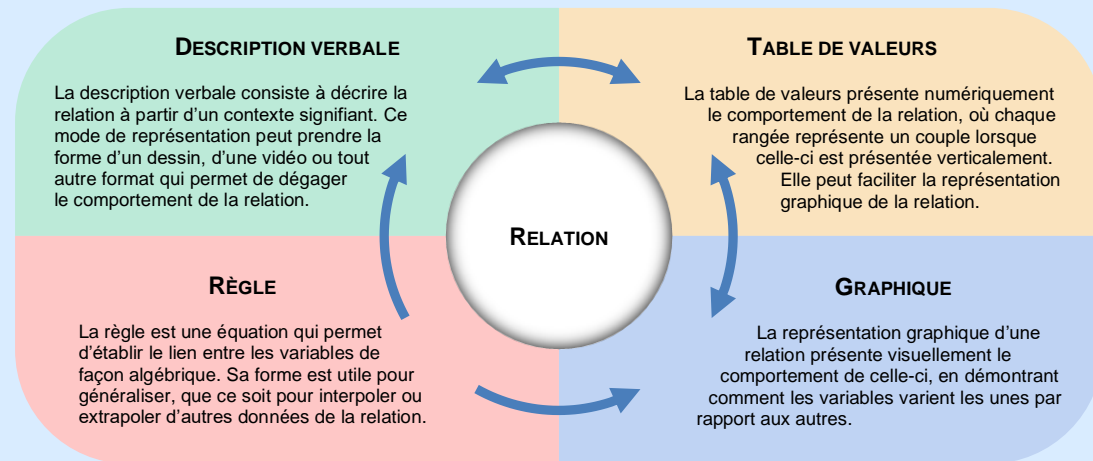 DESCRIPTION VERBALE
La description verbale consiste à décrire la
relation à partir d'un contexte signifiant. Ce
mode de représentation peut prendre la
forme d'un dessin, d'une vidéo ou tout
autre format qui permet de dégager
le comportement de la relation.
TABLE DE VALEURS
La table de valeurs présente numériquement
le comportement de la relation, où chaque
rangée représente un couple lorsque
celle-ci est présentée verticalement.
Elle peut faciliter la représentation
graphique de la relation.
RELATION
RÈGLE
La règle est une équation qui permet
d'établir le lien entre les variables de
façon algébrique. Sa forme est utile pour
généraliser, que ce soit pour interpoler ou
extrapoler d'autres données de la relation.
GRAPHIQUE
La représentation graphique d'une
relation présente visuellement le
comportement de celle-ci, en démontrant
comment les variables varient les unes par
rapport aux autres.